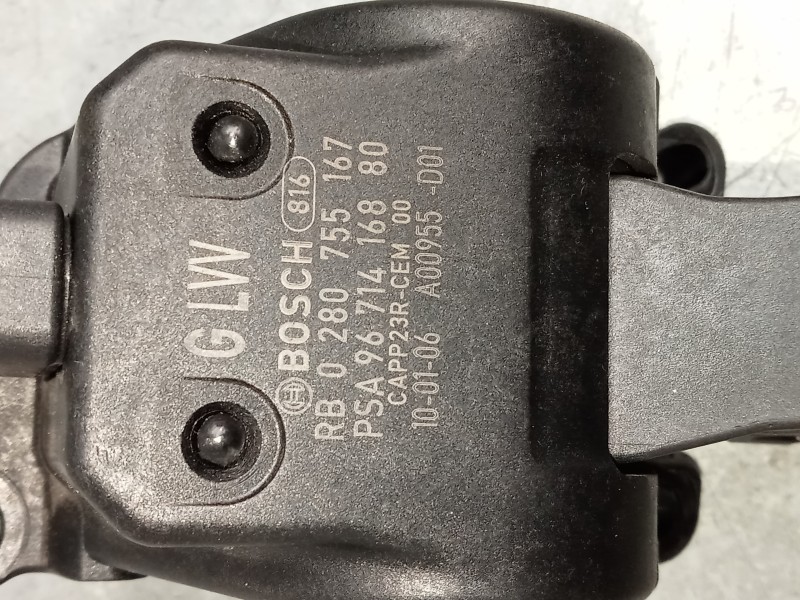 G LW
816
BOSCH
RB 0 280 755 167
PSA 96 714 168 80
CAPP23R-CEM 00
10-01-06 A00955 -D01